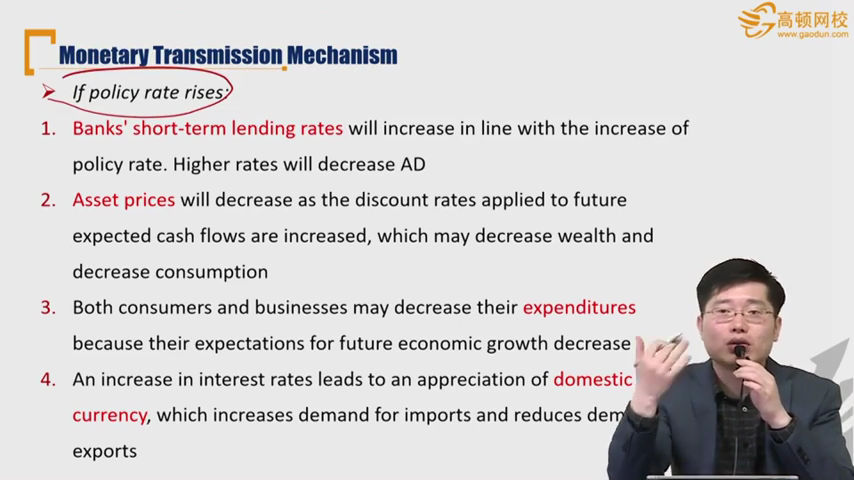 高顿网校
www.gaodun.com
Monetary Transmission Mechanism
If policy rate rises:
1. Banks' short-term lending rates will increase in line with the increase of
policy rate. Higher rates will decrease AD
2. Asset prices will decrease as the discount rates applied to future
expected cash flows are increased, which may decrease wealth and
decrease consumption
3. Both consumers and businesses may decrease their expenditures
because their expectations for future economic growth decrease
4. An increase in interest rates leads to an appreciation of domestic
currency, which increases demand for imports and reduces dem
exports